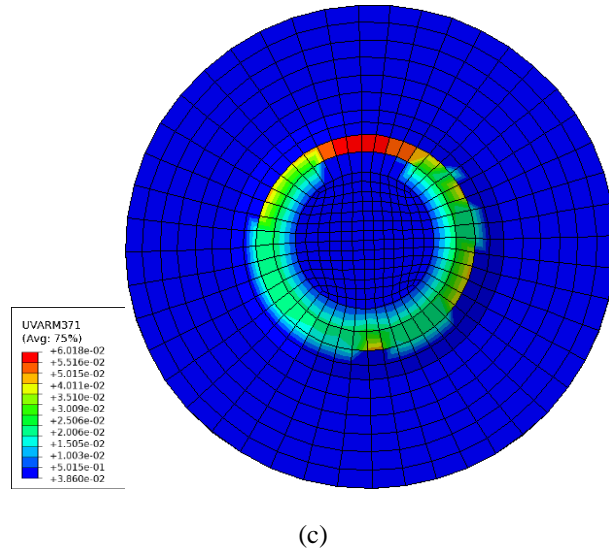 UVARM371
(Avg: 75%)
+6.018e-02
+5.516e-02
+5.015e-02
+4.011e-02
+3.510e-02
+3.009e-02
+2.506e-02
+2.006e-02
+1.505e-02
+1.003e-02
+5.015e-01
+3.860e-02
(c)